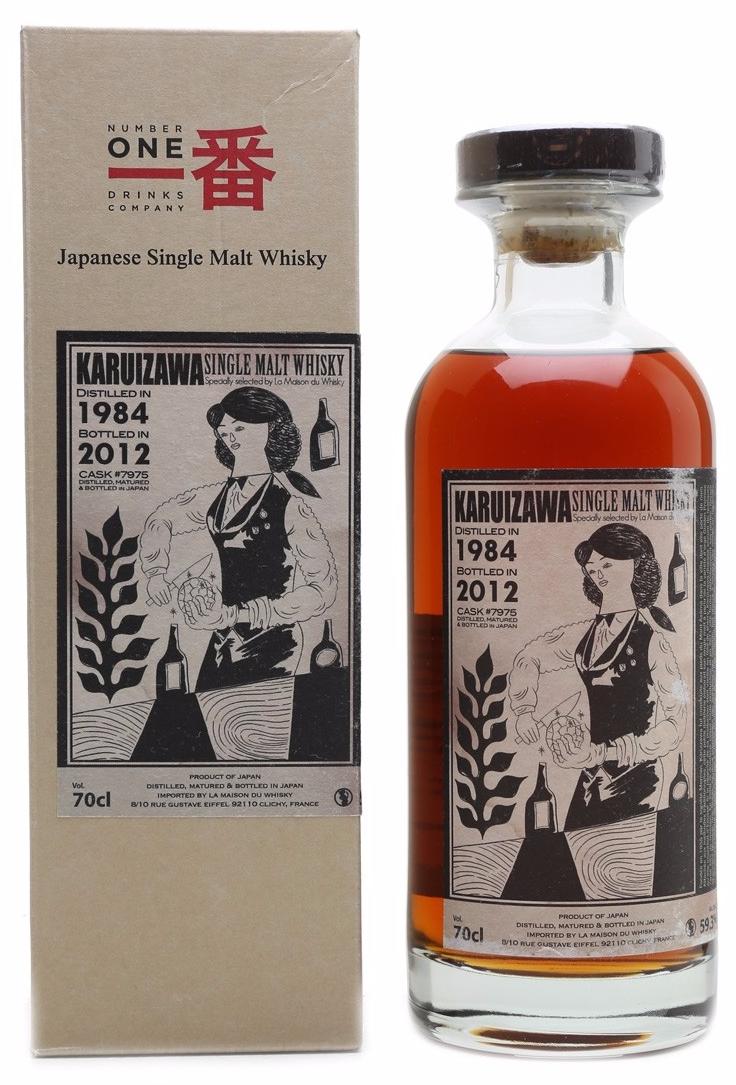 NUMBER
ONE
DRINKS
COMPANY
一番
Japanese Single Malt Whisky
KARUIZAWA SINGLE MALT WHISKY
Specially selected by La Maison du Whisky
DISTILLED IN
1984
BOTTLED IN
2012
CASK #7975
DISTILLED, MATURED
& BOTTLED IN JAPAN
PRODUCT OF JAPAN
DISTILLED, MATURED & BOTTLED IN JAPAN
IMPORTED BY LA MAISON DU WHISKY
8/10 RUE GUSTAVE EIFFEL 92110 CLICHY, FRANCE
Vol.
70cl
KARUIZAWA SINGLE MALT WHISKY
Specially selected by La Maison du
DISTILLED IN
1984
BOTTLED IN
2012
CASK #7975
DISTILLED, MATURED
& BOTTLED IN JAPAN
PRODUCT OF JAPAN
DISTILLED, MATURED & BOTTLED IN JAPAN
IMPORTED BY LA MAISON DU WHISKY
8/10 RUE GUSTAVE EIFFEL 92110 CLICHY, FRANCE
Vol.
70cl
59.3%